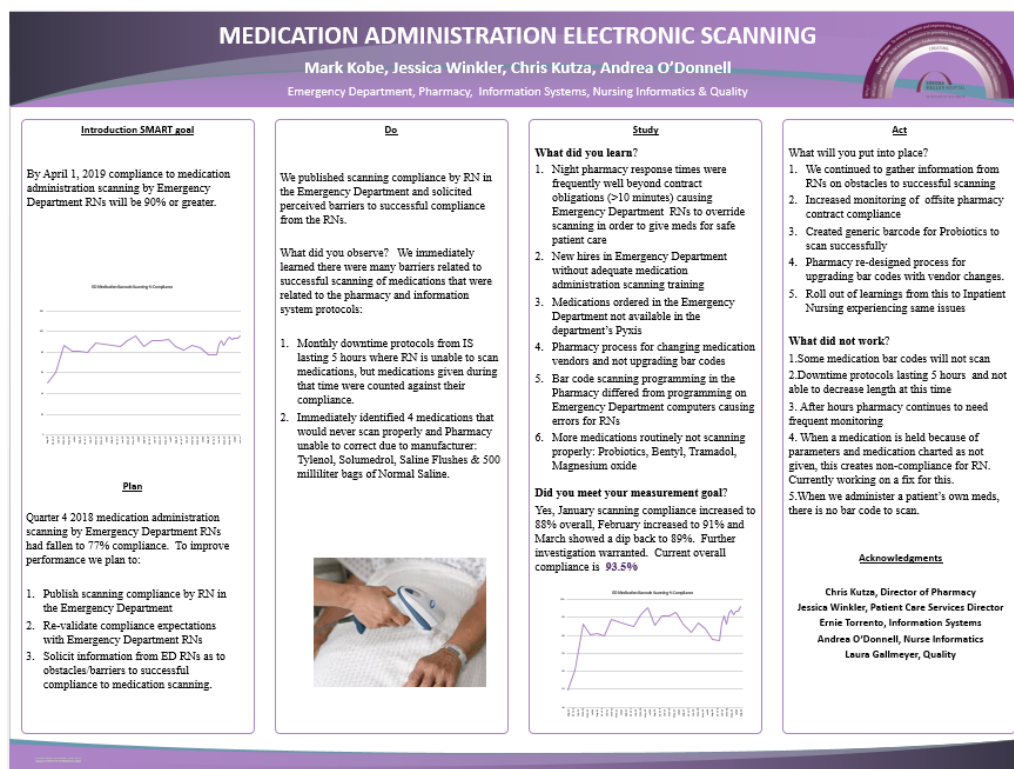 MEDICATION ADMINISTRATION ELECTRONIC SCANNING
Mark Kobe, Jessica Winkler, Chris Kutza, Andrea O'Donnell
Emergency Department, Pharmacy, Information Systems, Nursing Informatics & Quality
Introduction SMART goal
By April 1, 2019 compliance to medication
administration scanning by Emergency
Department RNs will be 90% or greater.
ED Medication Barcode Scanning % Compliance
Plan
Quarter 4 2018 medication administration
scanning by Emergency Department RNs
had fallen to 77% compliance. To improve
performance we plan to:
1. Publish scanning compliance by RN in
the Emergency Department
2. Re-validate compliance expectations
with Emergency Department RNs
3. Solicit information from ED RNs as to
obstacles/barriers to successful
compliance to medication scanning.
Do
We published scanning compliance by RN in
the Emergency Department and solicited
perceived barriers to successful compliance
from the RNs.
What did you observe? We immediately
learned there were many barriers related to
successful scanning of medications that were
related to the pharmacy and information
system protocols:
1. Monthly downtime protocols from IS
lasting 5 hours where RN is unable to scan
medications, but medications given during
that time were counted against their
compliance.
2. Immediately identified 4 medications that
would never scan properly and Pharmacy
unable to correct due to manufacturer:
Tylenol, Solumedrol, Saline Flushes & 500
milliliter bags of Normal Saline.
Study
What did you learn?
1. Night pharmacy response times were
frequently well beyond contract
obligations (>10 minutes) causing
Emergency Department RNs to override
scanning in order to give meds for safe
patient care
2. New hires in Emergency Department
without adequate medication
administration scanning training
3. Medications ordered in the Emergency
Department not available in the
department's Pyxis
4. Pharmacy process for changing medication
vendors and not upgrading bar codes
5. Bar code scanning programming in the
Pharmacy differed from programming on
Emergency Department computers causing
errors for RNs
6. More medications routinely not scanning
properly: Probiotics, Bentyl, Tramadol,
Magnesium oxide
Did you meet your measurement goal?
Yes, January scanning compliance increased to
88% overall, February increased to 91% and
March showed a dip back to 89%. Further
investigation warranted. Current overall
compliance is 93.5%
ED Medication Barcode Scanning % Compliance
Act
What will you put into place?
1. We continued to gather information from
RNs on obstacles to successful scanning
2. Increased monitoring of offsite pharmacy
contract compliance
3. Created generic barcode for Probiotics to
scan successfully
4. Pharmacy re-designed process for
upgrading bar codes with vendor changes.
5. Roll out of learnings from this to Inpatient
Nursing experiencing same issues
What did not work?
1.Some medication bar codes will not scan
2.Downtime protocols lasting 5 hours and not
able to decrease length at this time
3. After hours pharmacy continues to need
frequent monitoring
4. When a medication is held because of
parameters and medication charted as not
given, this creates non-compliance for RN.
Currently working on a fix for this.
5.When we administer a patient's own meds,
there is no bar code to scan.
Acknowledgments
Chris Kutza, Director of Pharmacy
Jessica Winkler, Patient Care Services Director
Ernie Torrento, Information Systems
Andrea O'Donnell, Nurse Informatics
Laura Gallmeyer, Quality